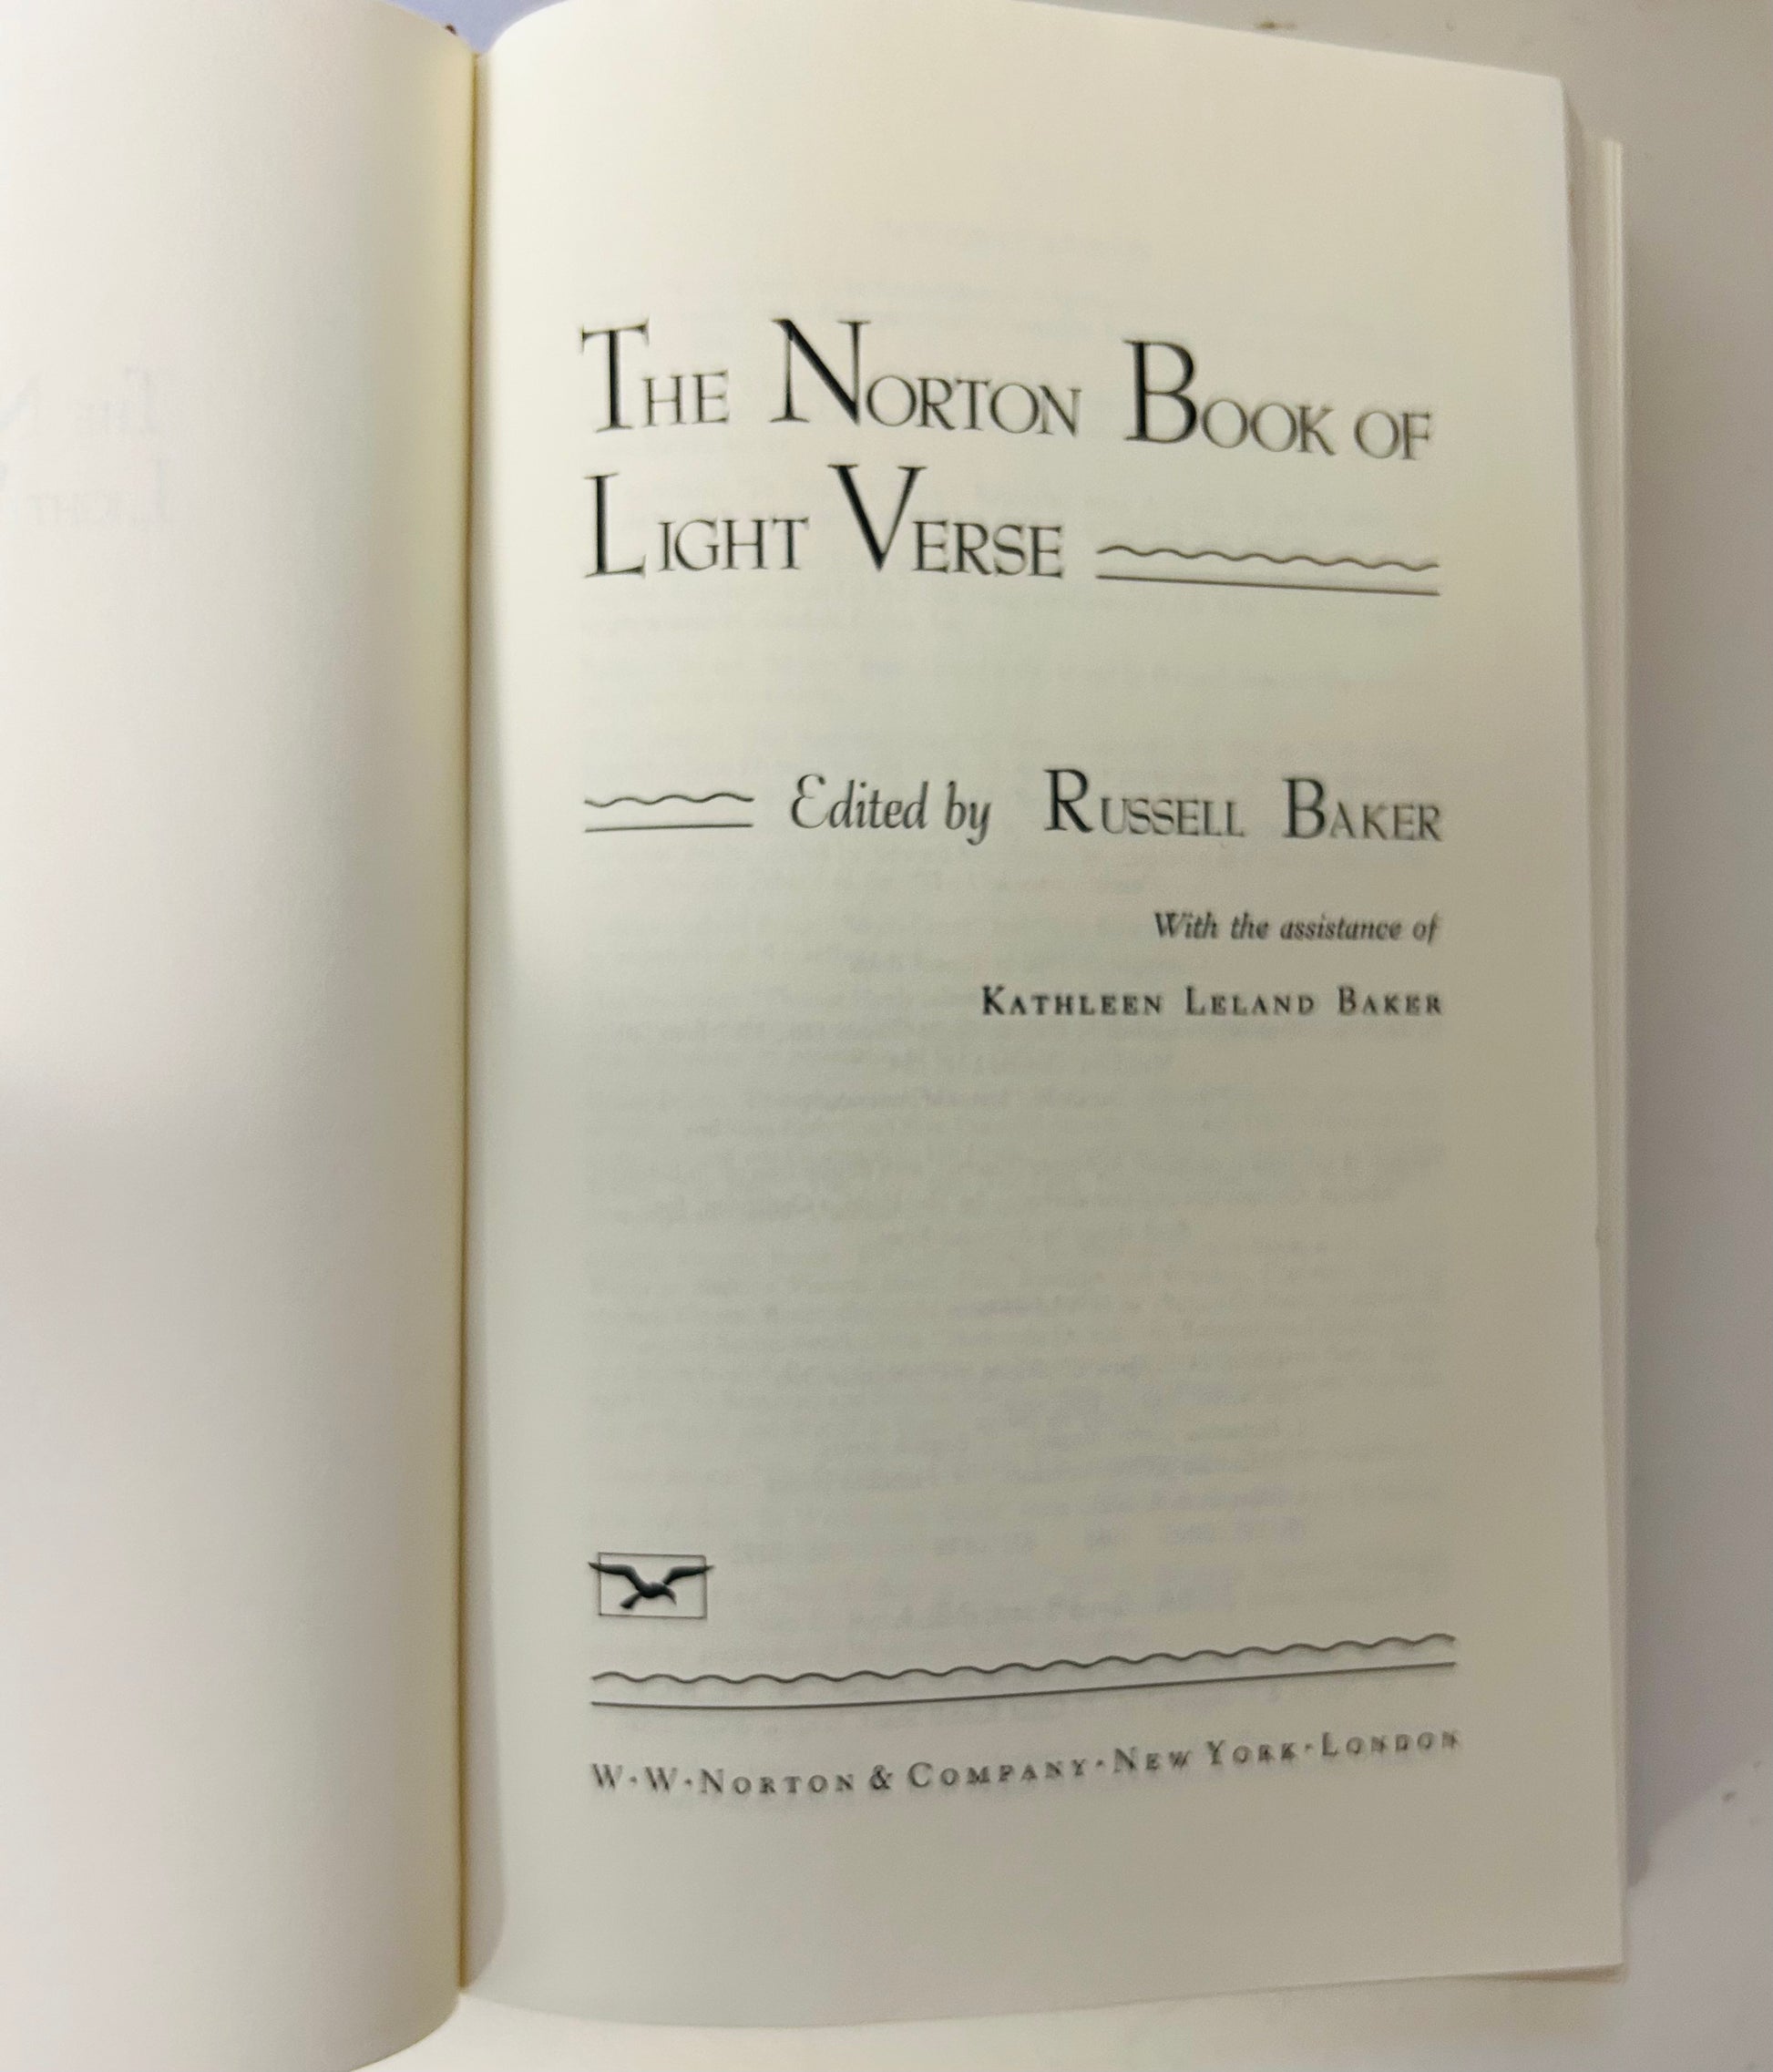 THE NORTON BOOK OF
LIGHT VERSE
Edited by RUSSELL BAKER
With the assistance of
KATHLEEN LELAND BAKER
W·W·NORTON & COMPANY·NEW YORK·LONDON